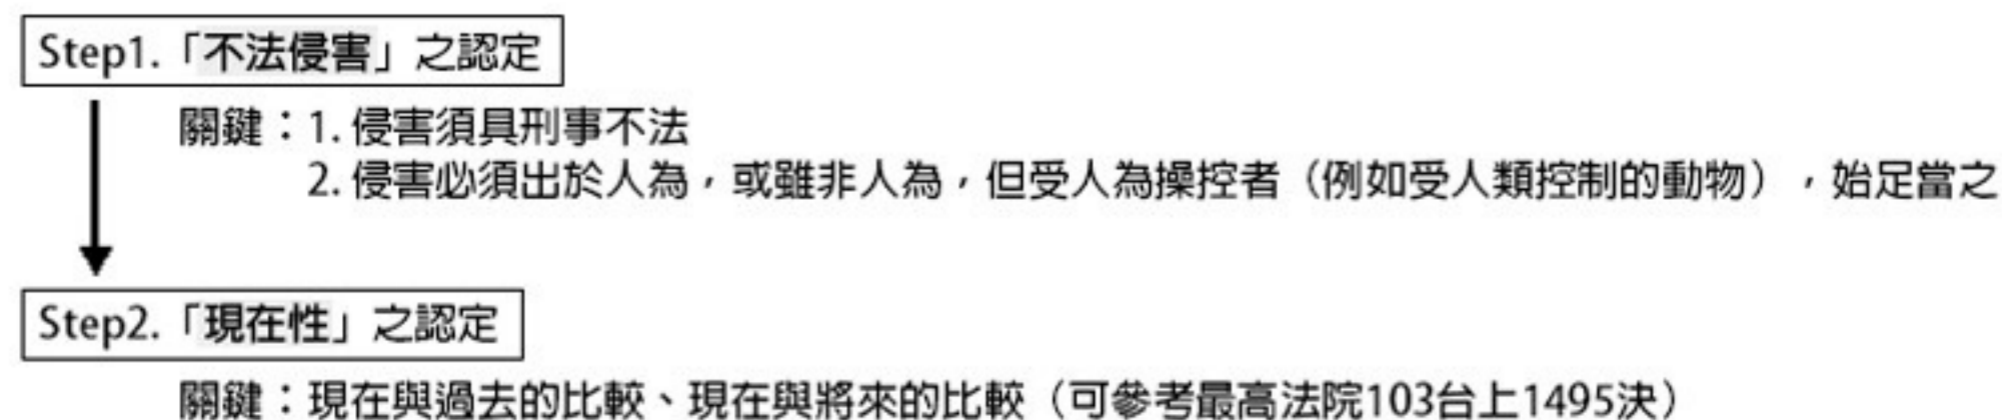 Step1.「不法侵害」之認定
關鍵：1. 侵害須具刑事不法
2. 侵害必須出於人為，或雖非人為，但受人為操控者（例如受人類控制的動物），始足當之
Step2.「現在性」之認定
關鍵：現在與過去的比較、現在與將來的比較（可參考最高法院103台上1495決）